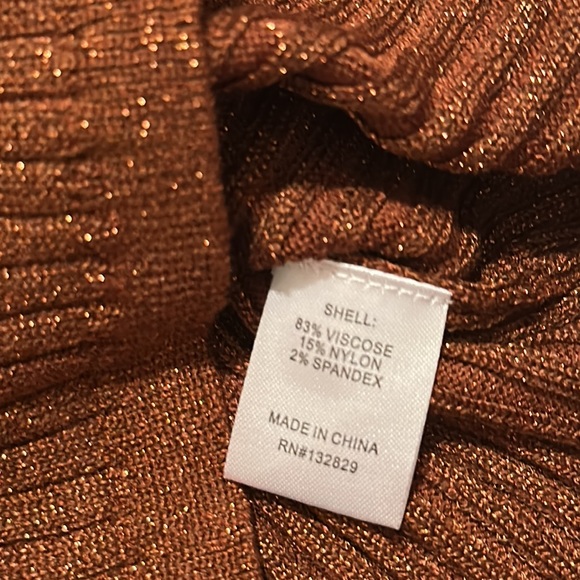 SHELL:
83% VISCOSE
15% NYLON
2% SPANDEX
MADE IN CHINA
RN#132829